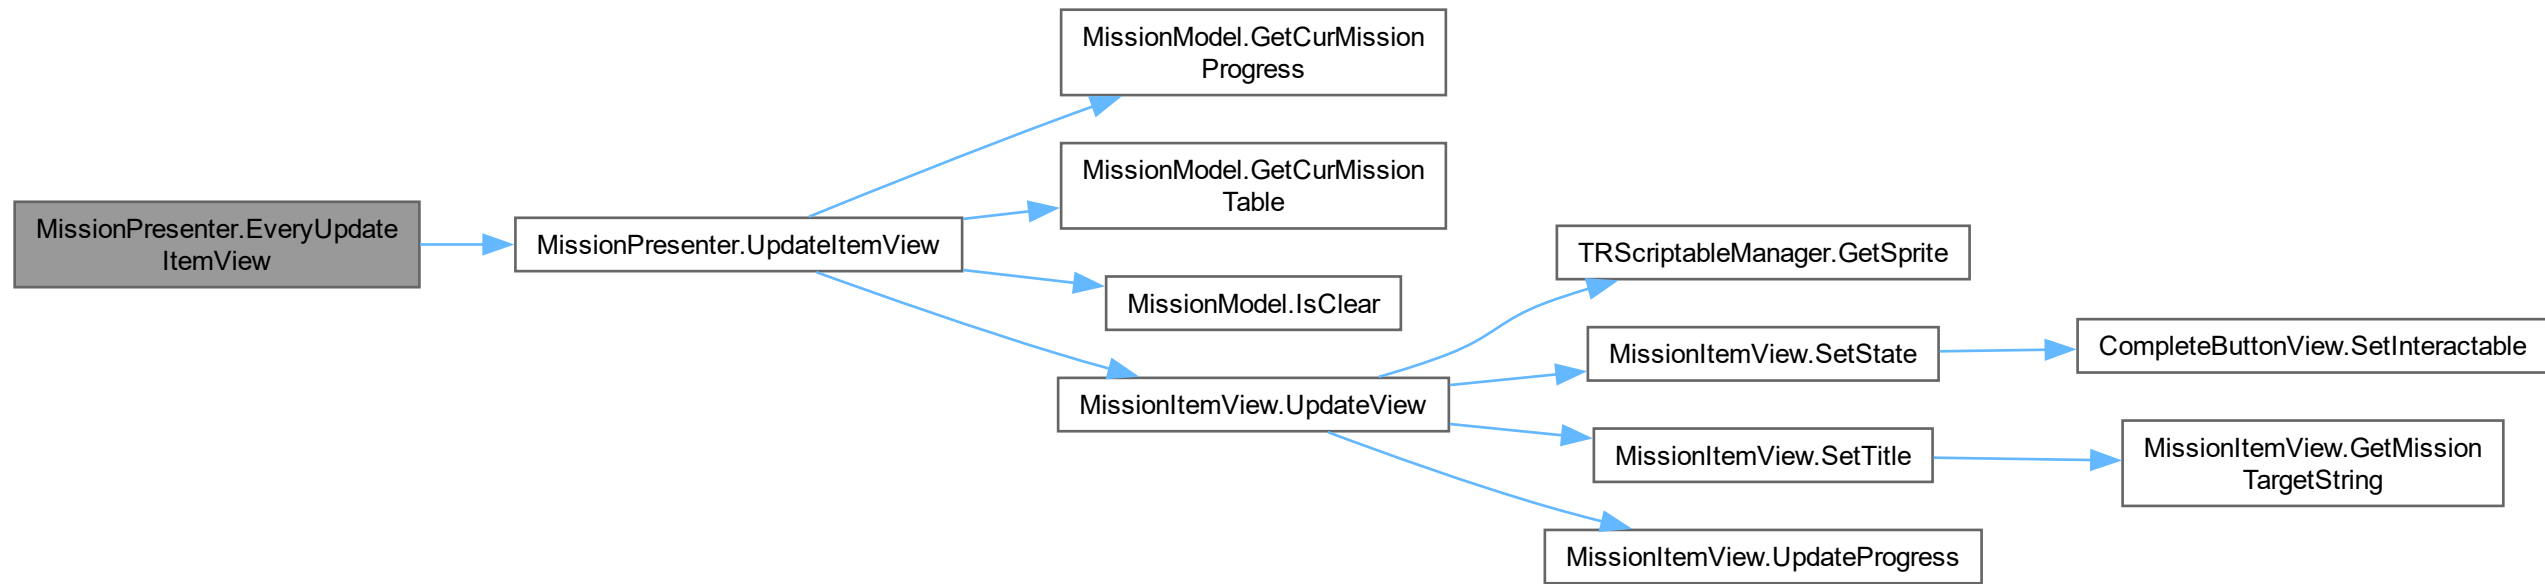 MissionPresenter.EveryUpdate
ItemView
MissionPresenter.UpdateItemView
MissionModel.GetCurMission
Progress
MissionModel.GetCurMission
Table
MissionModel.IsClear
MissionItemView.UpdateView
TRScriptableManager.GetSprite
MissionItemView.SetState
MissionItemView.SetTitle
MissionItemView.UpdateProgress
CompleteButtonView.SetInteractable
MissionItemView.GetMission
TargetString